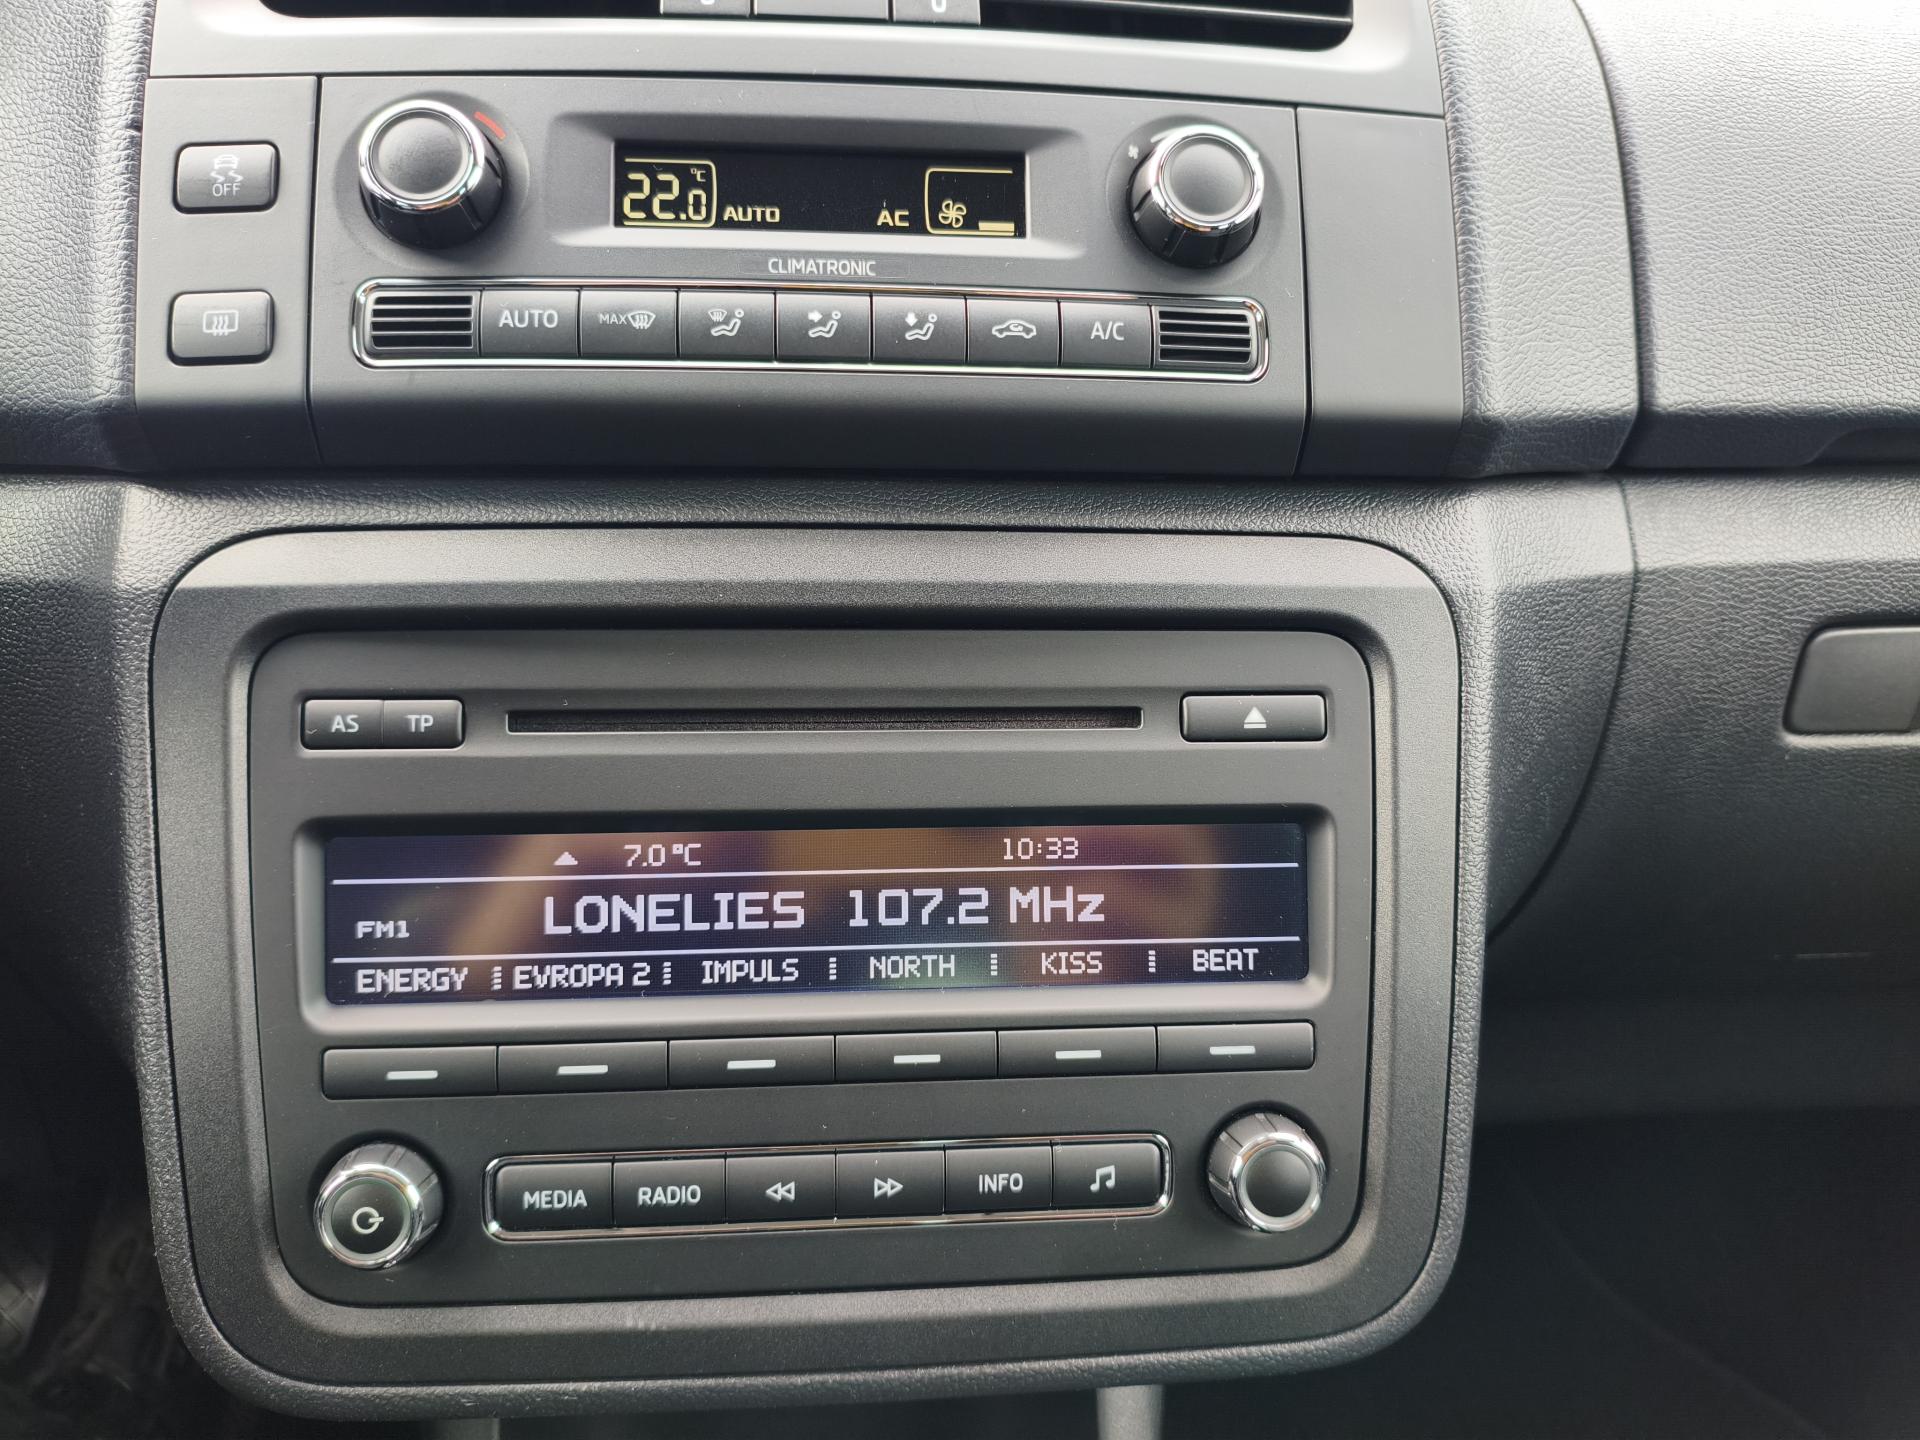 OFF
22.0 °C AUTO AC
CLIMATRONIC
AUTO MAX A/C
AS TP
7.0 °C 10:33
FM1 LONELIES 107.2 MHz
ENERGY EVROPA 2 IMPULS NORTH KISS BEAT
MEDIA RADIO INFO